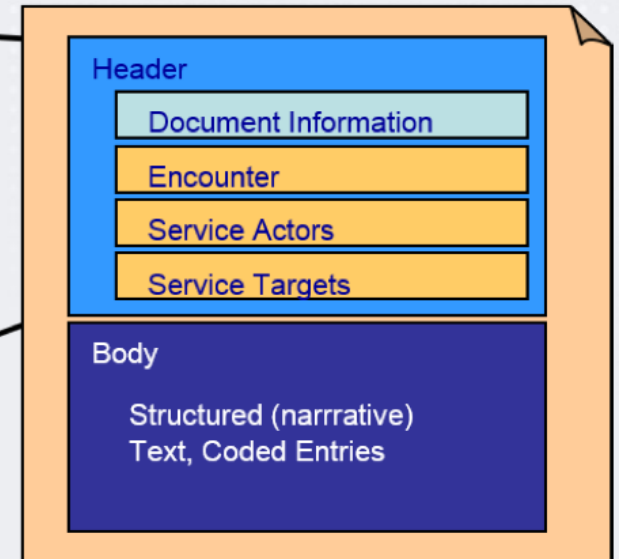 Header
Document Information
Encounter
Service Actors
Service Targets
Body
Structured (narrrative)
Text, Coded Entries